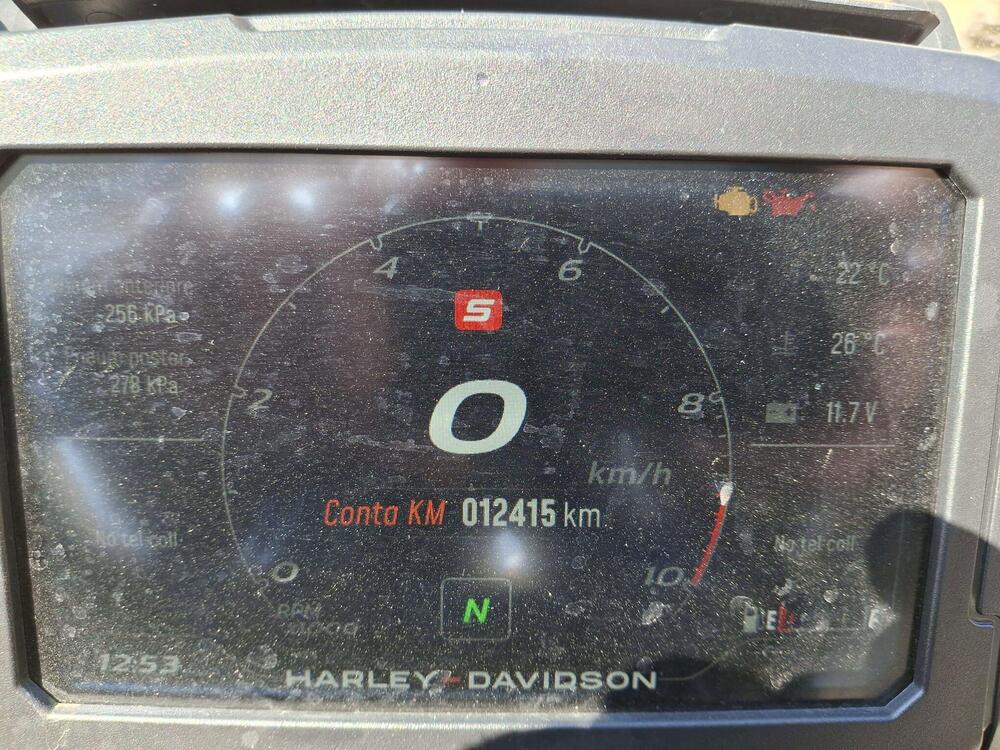 22 °C
4
6
S
256 kPa
26 °C
278 kPa
2
0
8
11.7 V
km/h
Conta KM 012415 km
No tel coll.
No tel coll.
0
10
N
RPM
E
12:53
HARLEY-DAVIDSON